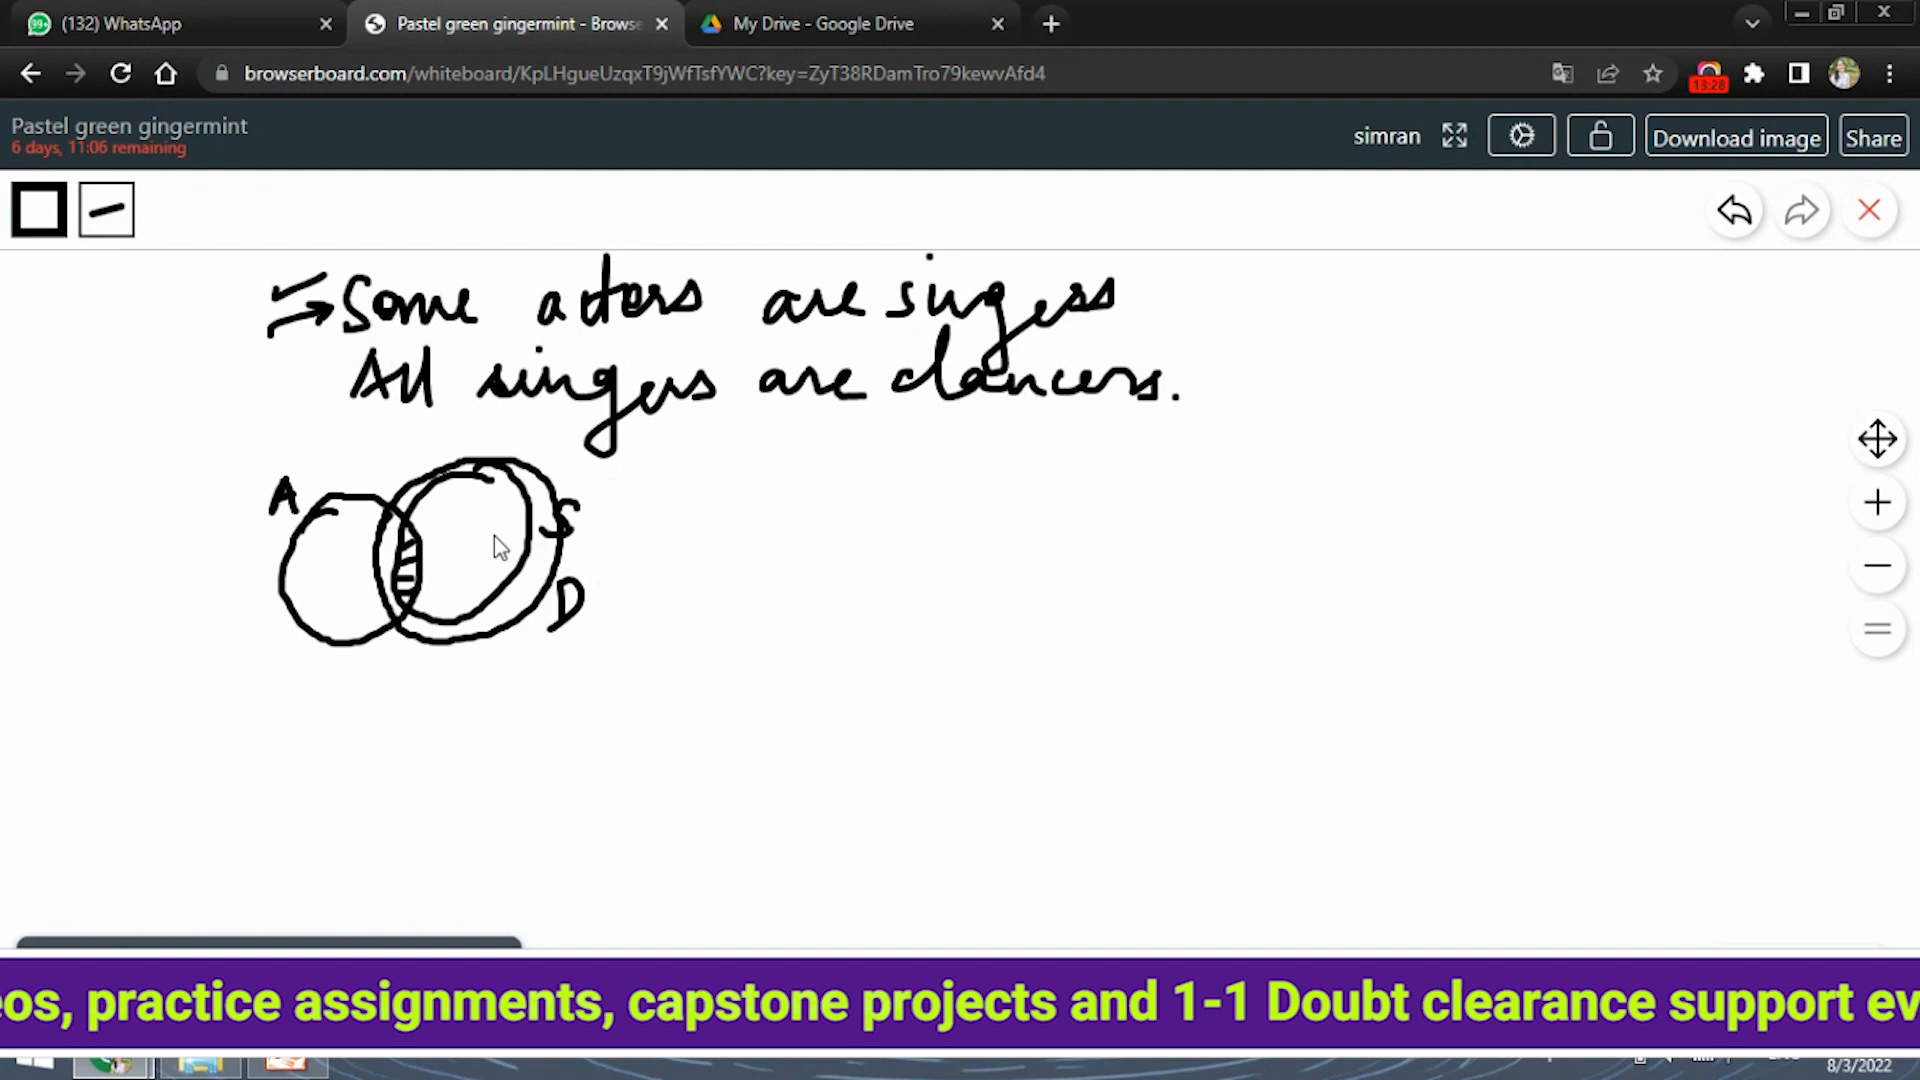 (132) WhatsApp
Pastel green gingermint - Browse
My Drive - Google Drive
browserboard.com/whiteboard/KpLHgueUzqxT9jWfTsfYWC?key=ZyT38RDamTro79kewvAfd4
13.28
Pastel green gingermint
6 days, 11:06 remaining
simran
Download image
Share
Some actors are singers
All singers are dancers.
A
S
D
eos, practice assignments, capstone projects and 1-1 Doubt clearance support ev
8/3/2022